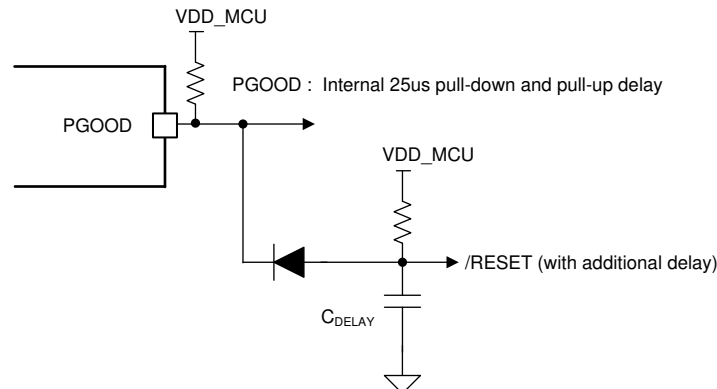 VDD_MCU
PGOOD : Internal 25us pull-down and pull-up delay
PGOOD
VDD_MCU
/RESET (with additional delay)
CDELAY